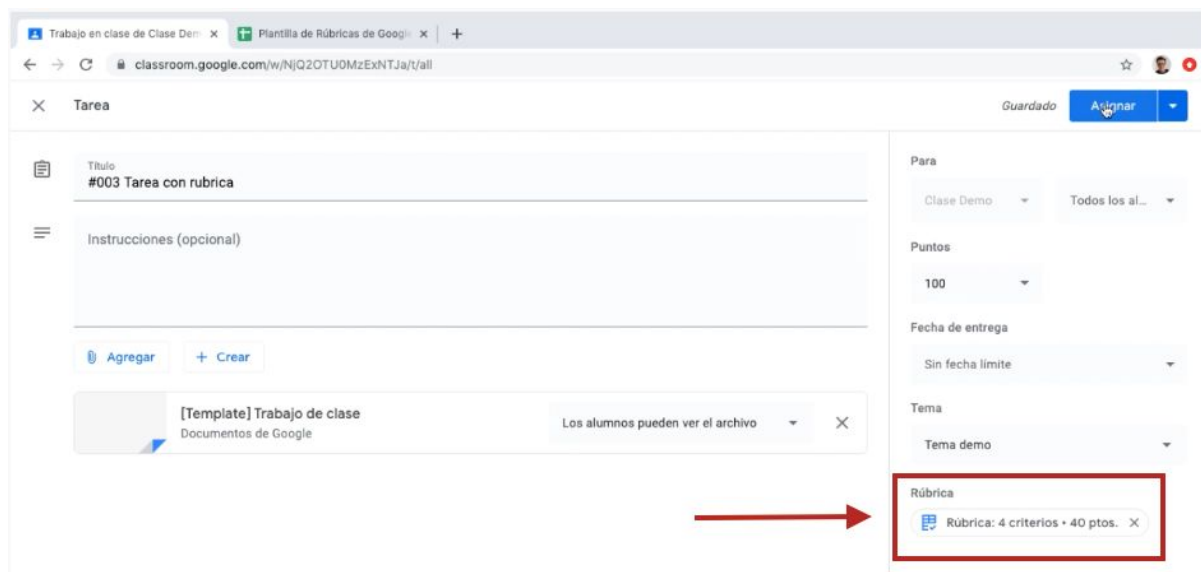 Trabajo en clase de Clase Dem
Plantilla de Rúbricas de Googl
classroom.google.com/w/NjQ2OTU0MzExNTJa/t/all
Tarea
Guardado
Asignar
Título
#003 Tarea con rubrica
Instrucciones (opcional)
Agregar
+ Crear
[Template] Trabajo de clase
Documentos de Google
Los alumnos pueden ver el archivo
Para
Clase Demo
Todos los al...
Puntos
100
Fecha de entrega
Sin fecha límite
Tema
Tema demo
Rúbrica
Rúbrica: 4 criterios • 40 ptos.